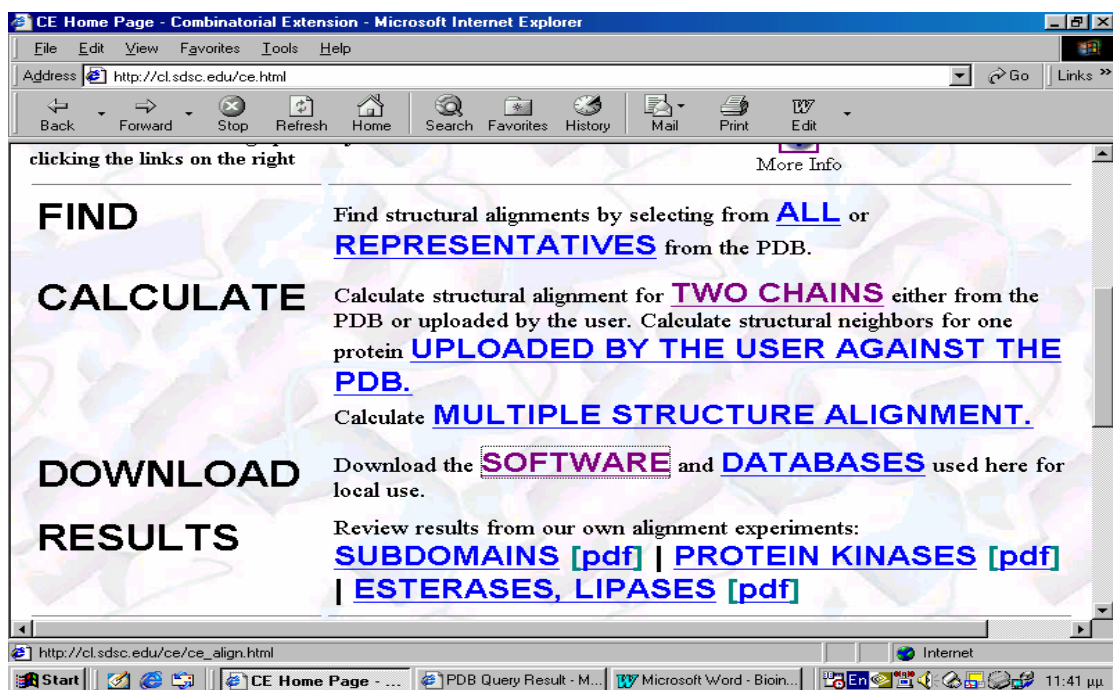 CE Home Page - Combinatorial Extension - Microsoft Internet Explorer
File Edit View Favorites Tools Help
Address http://cl.sdsc.edu/ce.html Go Links »
Back Forward Stop Refresh Home Search Favorites History Mail Print Edit
clicking the links on the right
More Info
FIND
Find structural alignments by selecting from ALL or
REPRESENTATIVES from the PDB.
CALCULATE
Calculate structural alignment for TWO CHAINS either from the
PDB or uploaded by the user. Calculate structural neighbors for one
protein UPLOADED BY THE USER AGAINST THE
PDB.
Calculate MULTIPLE STRUCTURE ALIGNMENT.
DOWNLOAD
Download the SOFTWARE and DATABASES used here for
local use.
RESULTS
Review results from our own alignment experiments:
SUBDOMAINS [pdf] | PROTEIN KINASES [pdf]
| ESTERASES, LIPASES [pdf]
http://cl.sdsc.edu/ce/ce_align.html Internet
Start CE Home Page - ... PDB Query Result - M... Microsoft Word - Bioin... En 11:41 μμ